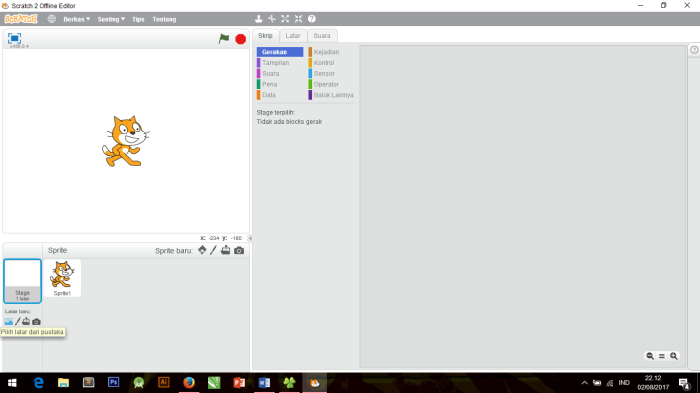 Scratch 2 Offline Editor
SCRATCH Berkas Sunting Tips Tentang
v456.0.4
Skrip Latar Suara
Gerakan Kejadian
Tampilan Kontrol
Suara Sensor
Pena Operator
Data Balok Lainnya
Stage terpilih:
Tidak ada blocks gerak
X: -234 y: -180
Sprite Sprite baru:
Stage
1 latar
Sprite1
Latar baru:
Pilih latar dari pustaka
IND
22.12
02/08/2017